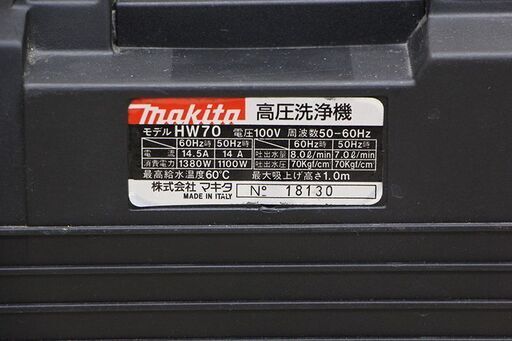 makita 高圧洗浄機
モデル HW70 電圧100V 周波数50-60Hz
60Hz時 50Hz時 60Hz時 50Hz時
電流 14.5A 14A 吐出水量 8.0ℓ/min 7.0ℓ/min
消費電力 1380W 1100W 吐出水圧 70Kgf/cm 70Kgf/cm
最高給水温度60℃ 最大吸上げ高さ1.0m
株式会社 マキタ N° 18130
MADE IN ITALY